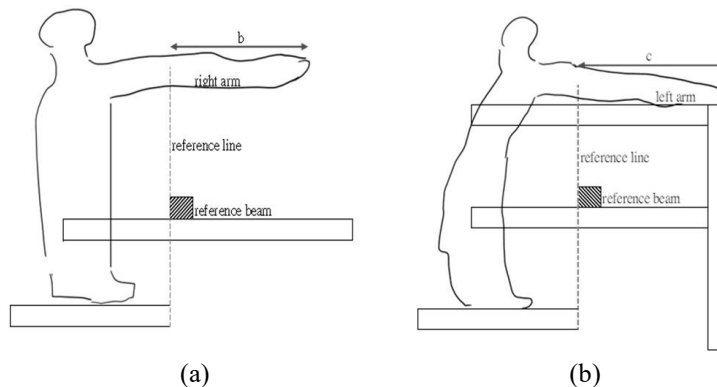 b
right arm
reference line
reference beam
(a)
c
left arm
reference line
reference beam
(b)